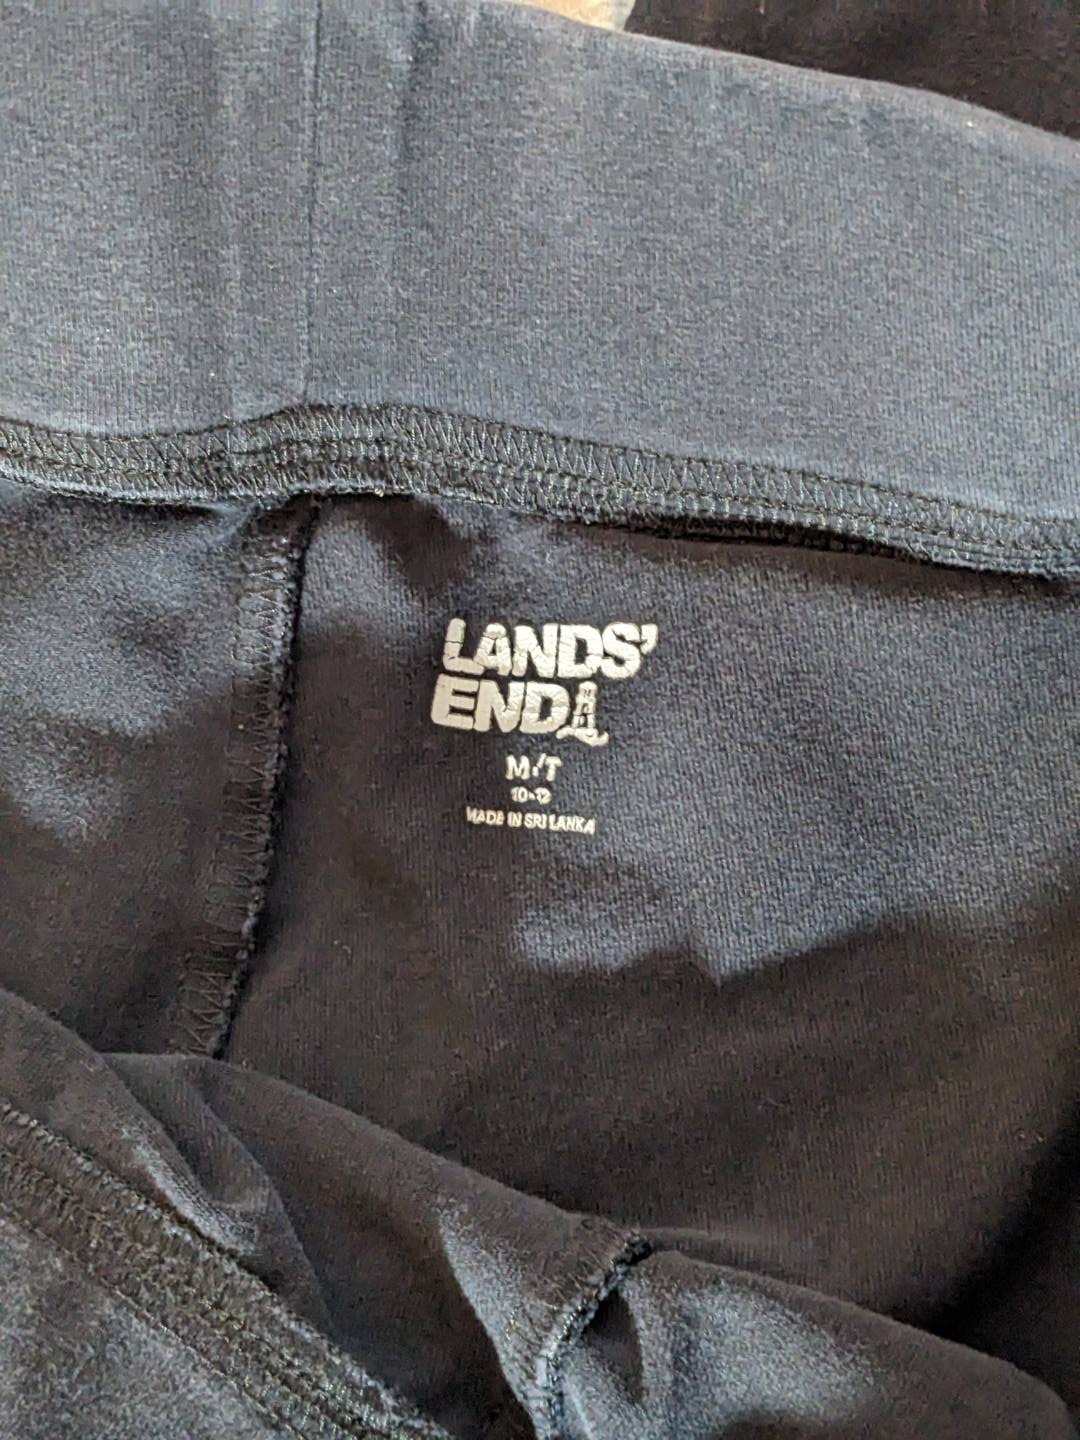 LANDS'
END
M/T
10-12
MADE IN SRI LANKA